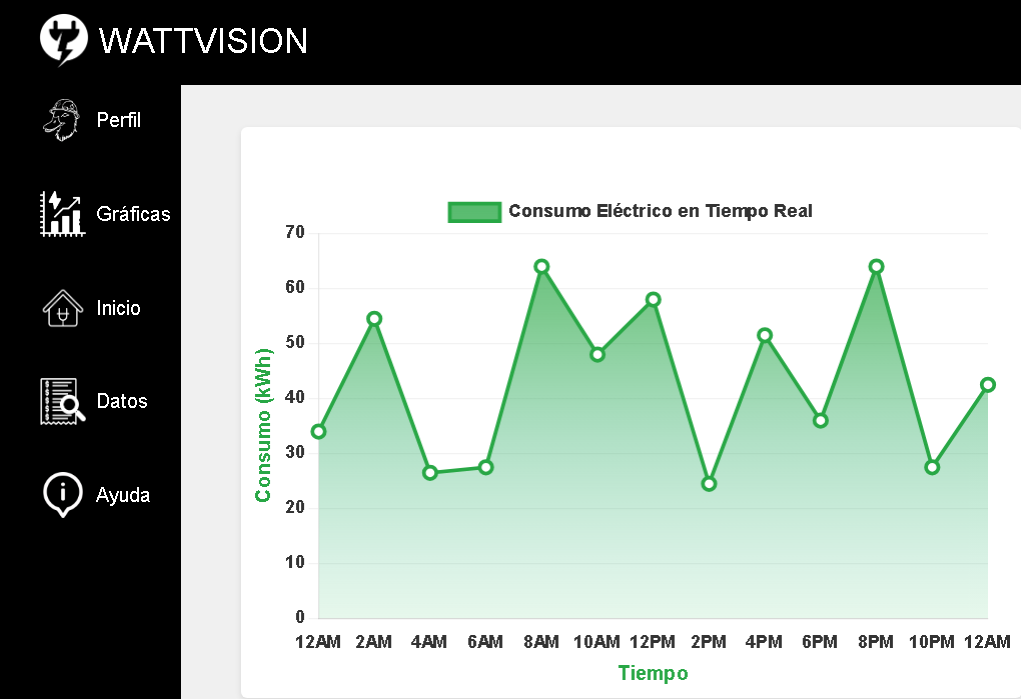 WATTVISION
Perfil
Gráficas
Inicio
Datos
Ayuda
Consumo Eléctrico en Tiempo Real
70
60
50
40
30
20
10
0
Consumo (kWh)
12AM 2AM 4AM 6AM 8AM 10AM 12PM 2PM 4PM 6PM 8PM 10PM 12AM
Tiempo